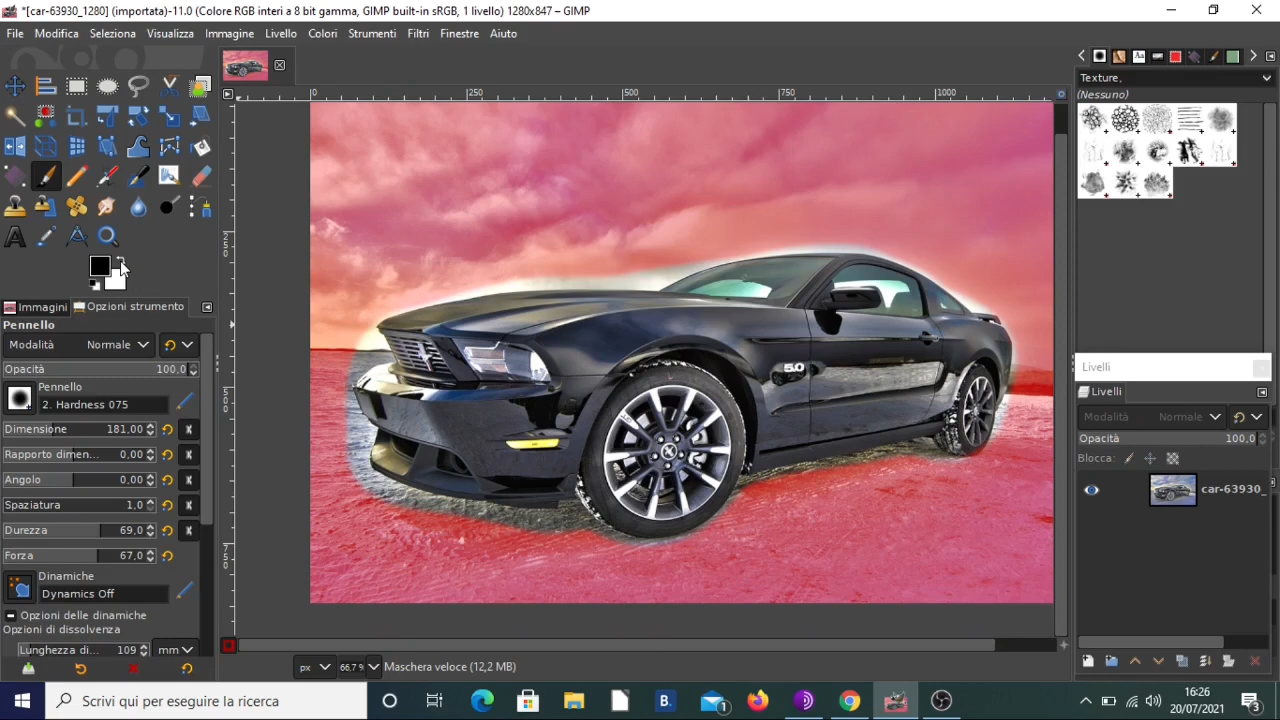 *[car-63930_1280] (importata)-11.0 (Colore RGB interi a 8 bit gamma, GIMP built-in sRGB, 1 livello) 1280x847 – GIMP
File Modifica Seleziona Visualizza Immagine Livello Colori Strumenti Filtri Finestre Aiuto
Texture,
(Nessuno)
0 250 500 750 1000
250
500
750
5.0
Immagini Opzioni strumento
Pennello
Modalità Normale
Opacità 100,0
Pennello
2. Hardness 075
Dimensione 181,00
Rapporto dimen... 0,00
Angolo 0,00
Spaziatura 1,0
Durezza 69,0
Forza 67,0
Dinamiche
Dynamics Off
Opzioni delle dinamiche
Opzioni di dissolvenza
Lunghezza di... 109 mm
Livelli
Livelli
Modalità Normale
Opacità 100,0
Blocca:
car-63930_
px 66,7 % Maschera veloce (12,2 MB)
Scrivi qui per eseguire la ricerca
B.
1
16:26
20/07/2021
3